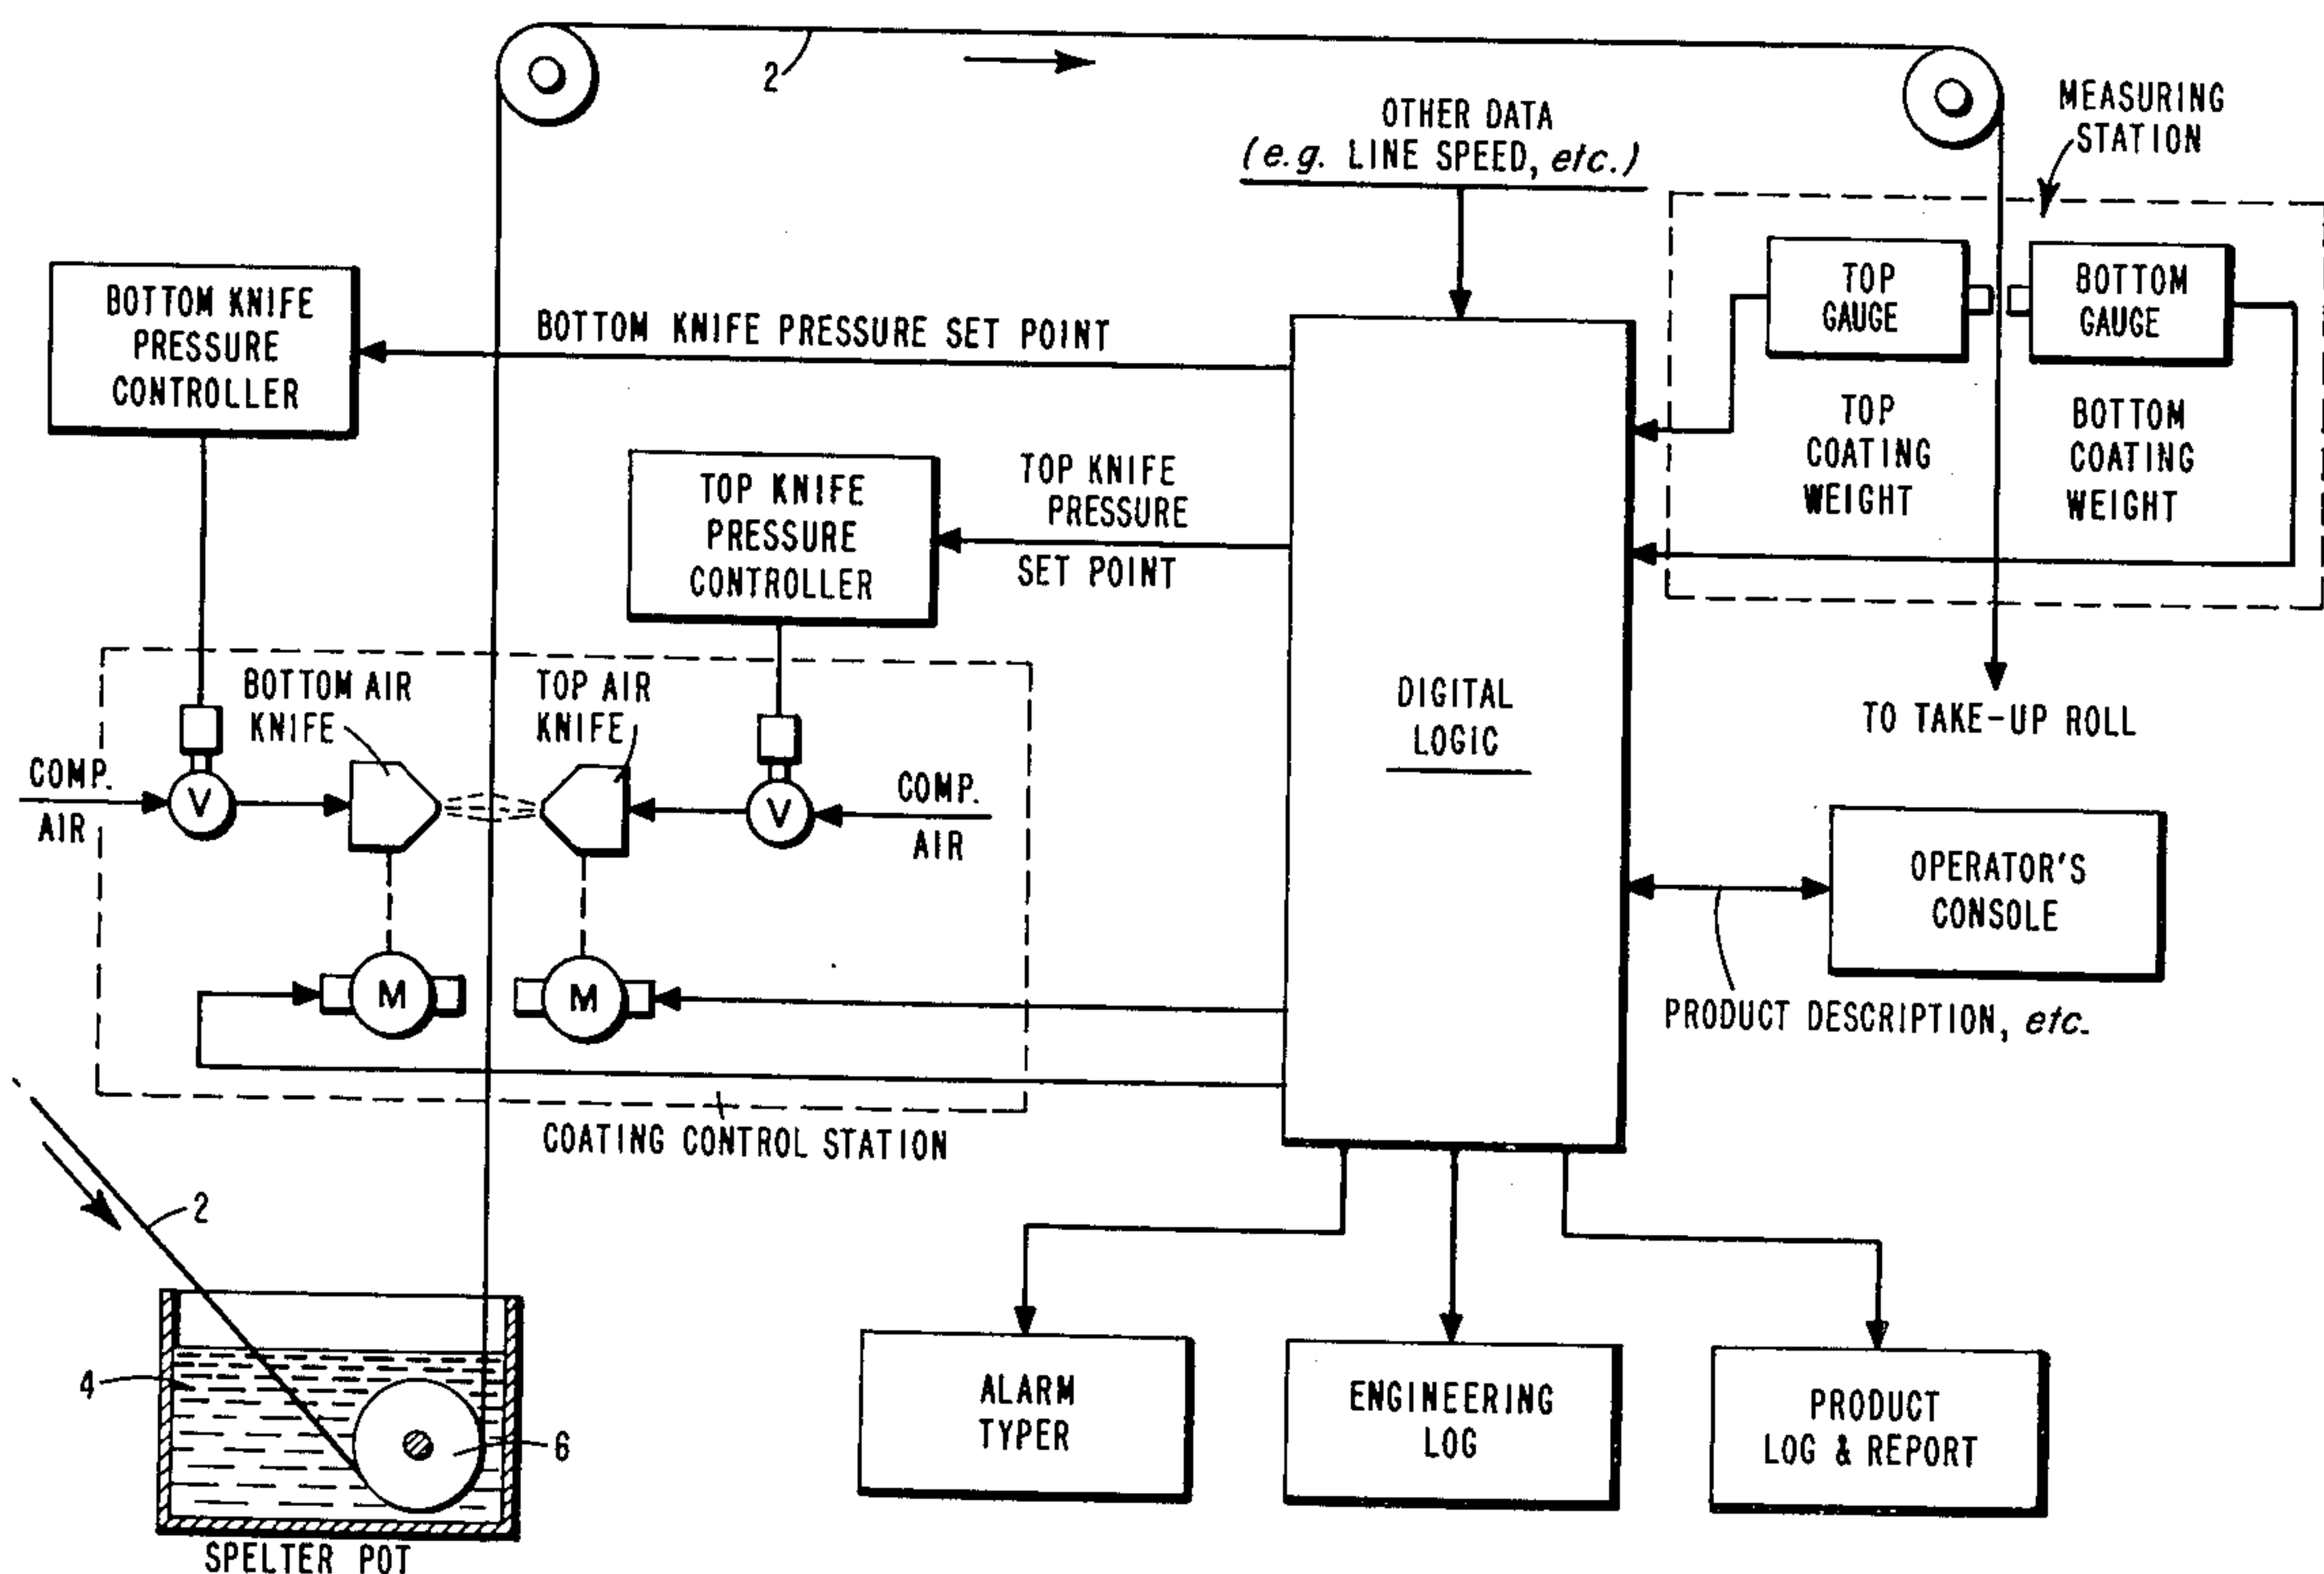 2
OTHER DATA
(e.g. LINE SPEED, etc.)
MEASURING
STATION
BOTTOM KNIFE
PRESSURE
CONTROLLER
BOTTOM KNIFE PRESSURE SET POINT
TOP
GAUGE
BOTTOM
GAUGE
TOP
COATING
WEIGHT
BOTTOM
COATING
WEIGHT
TOP KNIFE
PRESSURE
CONTROLLER
TOP KNIFE
PRESSURE
SET POINT
DIGITAL
LOGIC
TO TAKE-UP ROLL
BOTTOM AIR
KNIFE
TOP AIR
KNIFE
COMP.
AIR
V
V
COMP.
AIR
M
M
OPERATOR'S
CONSOLE
PRODUCT DESCRIPTION, etc.
COATING CONTROL STATION
2
4
6
SPELTER POT
ALARM
TYPER
ENGINEERING
LOG
PRODUCT
LOG & REPORT